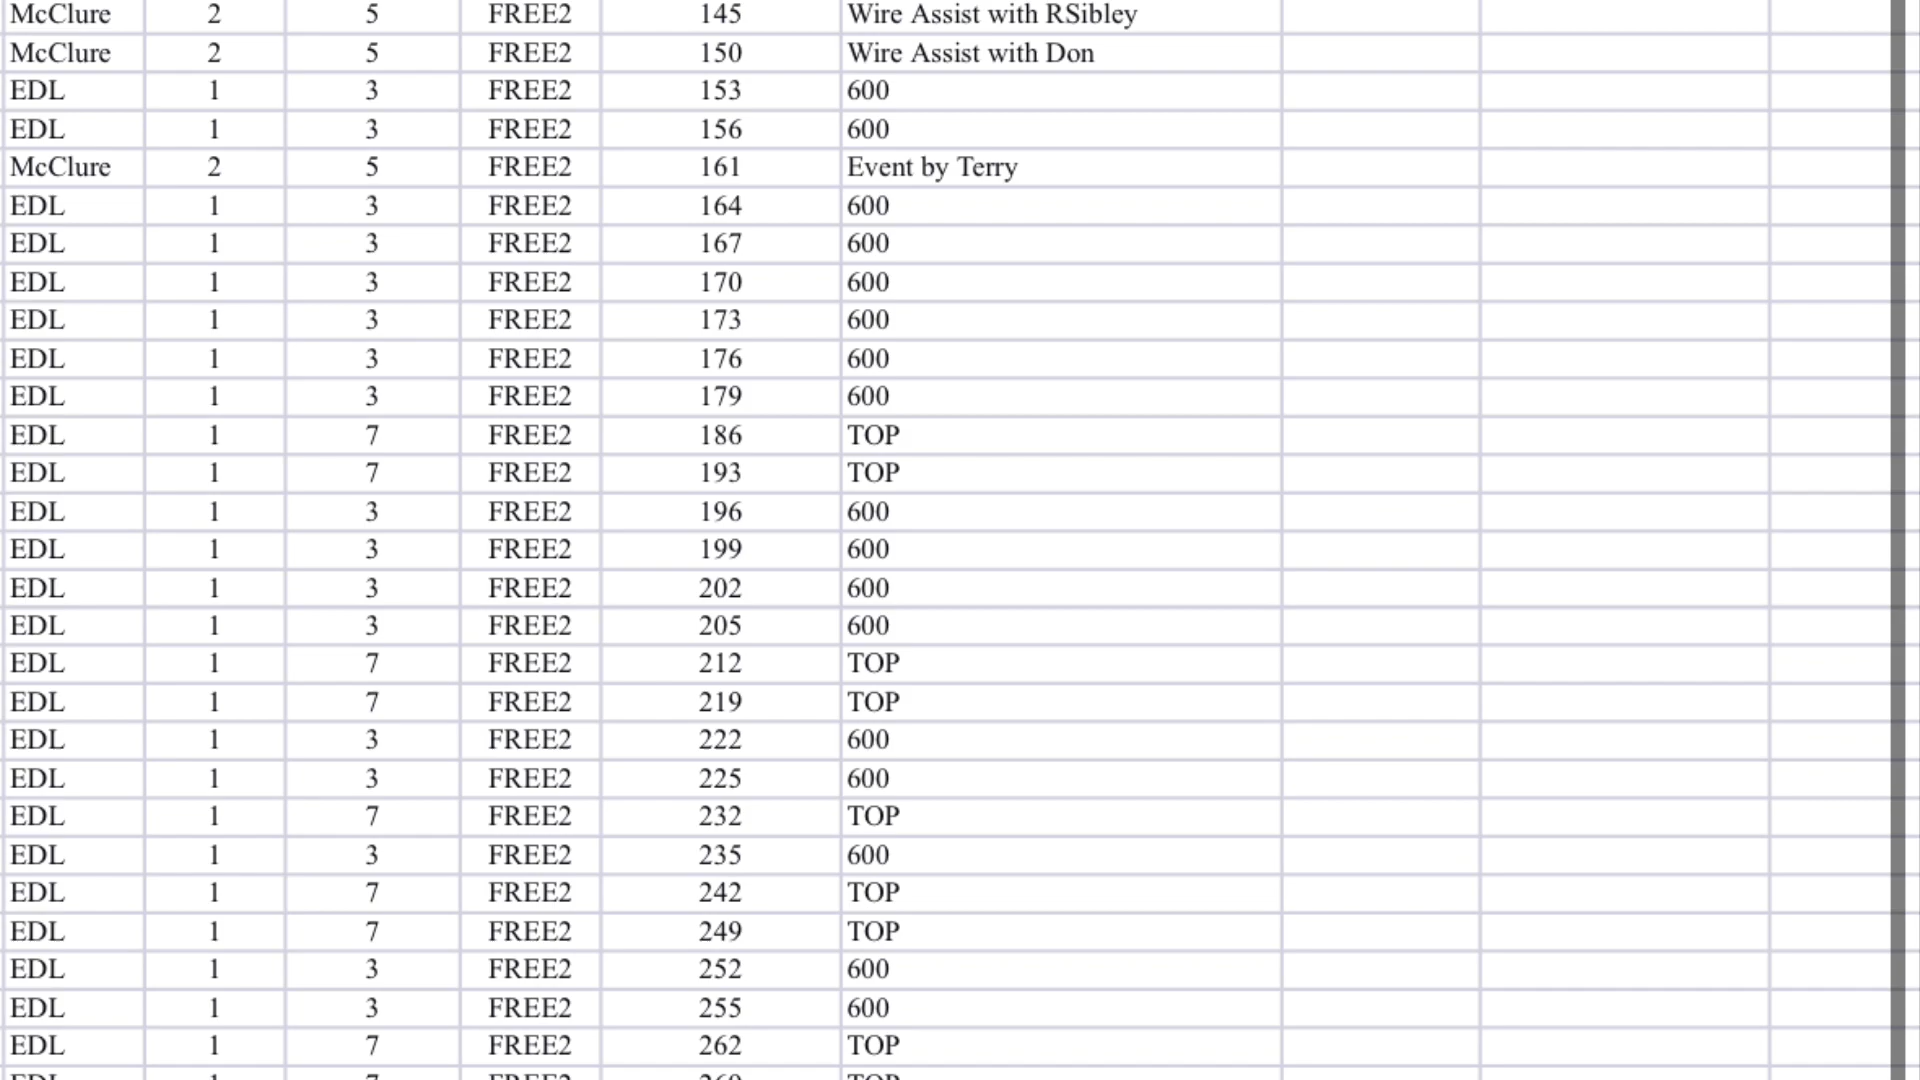 McClure 2 5 FREE2 145 Wire Assist with RSibley
McClure 2 5 FREE2 150 Wire Assist with Don
EDL 1 3 FREE2 153 600
EDL 1 3 FREE2 156 600
McClure 2 5 FREE2 161 Event by Terry
EDL 1 3 FREE2 164 600
EDL 1 3 FREE2 167 600
EDL 1 3 FREE2 170 600
EDL 1 3 FREE2 173 600
EDL 1 3 FREE2 176 600
EDL 1 3 FREE2 179 600
EDL 1 7 FREE2 186 TOP
EDL 1 7 FREE2 193 TOP
EDL 1 3 FREE2 196 600
EDL 1 3 FREE2 199 600
EDL 1 3 FREE2 202 600
EDL 1 3 FREE2 205 600
EDL 1 7 FREE2 212 TOP
EDL 1 7 FREE2 219 TOP
EDL 1 3 FREE2 222 600
EDL 1 3 FREE2 225 600
EDL 1 7 FREE2 232 TOP
EDL 1 3 FREE2 235 600
EDL 1 7 FREE2 242 TOP
EDL 1 7 FREE2 249 TOP
EDL 1 3 FREE2 252 600
EDL 1 3 FREE2 255 600
EDL 1 7 FREE2 262 TOP
EDL 1 7 FREE2 269 TOP